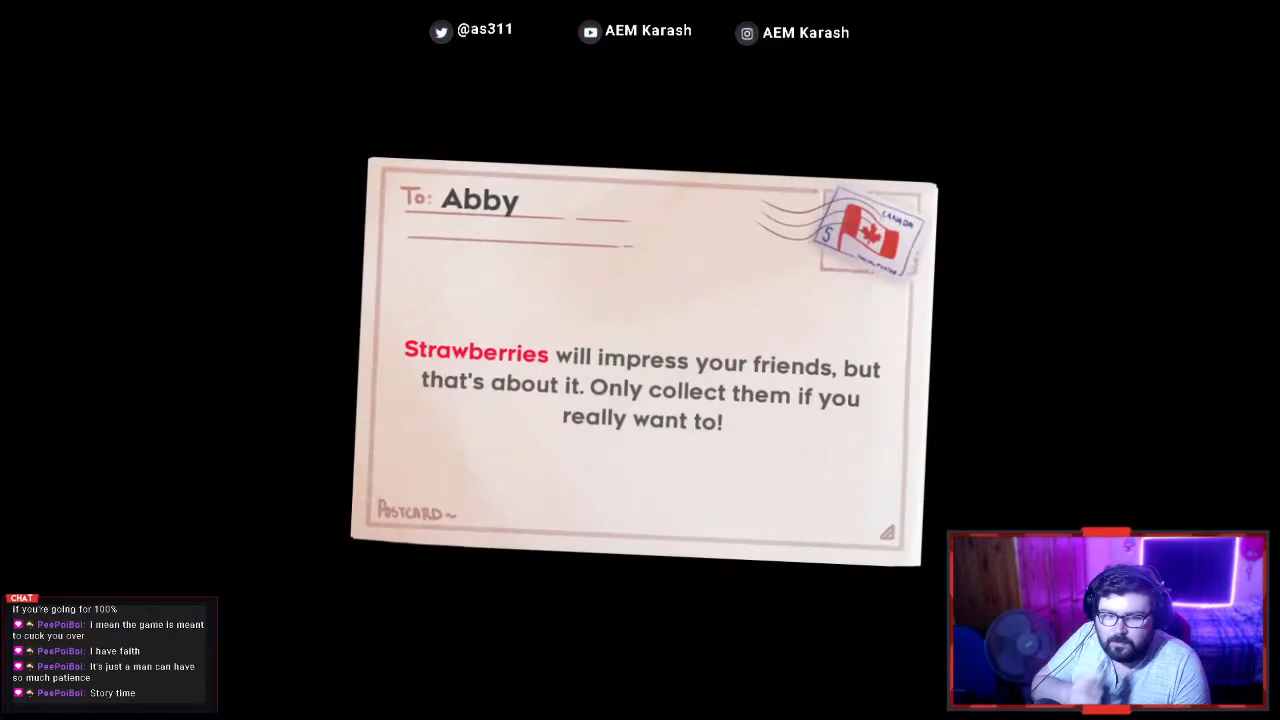 @as311
AEM Karash
AEM Karash
To: Abby
CANADA
5
Strawberries will impress your friends, but
that's about it. Only collect them if you
really want to!
POSTCARD~
CHAT
if you're going for 100%
PeePoiBoi: i mean the game is meant
to cuck you over
PeePoiBoi: I have faith
PeePoiBoi: It's just a man can have
so much patience
PeePoiBoi: Story time